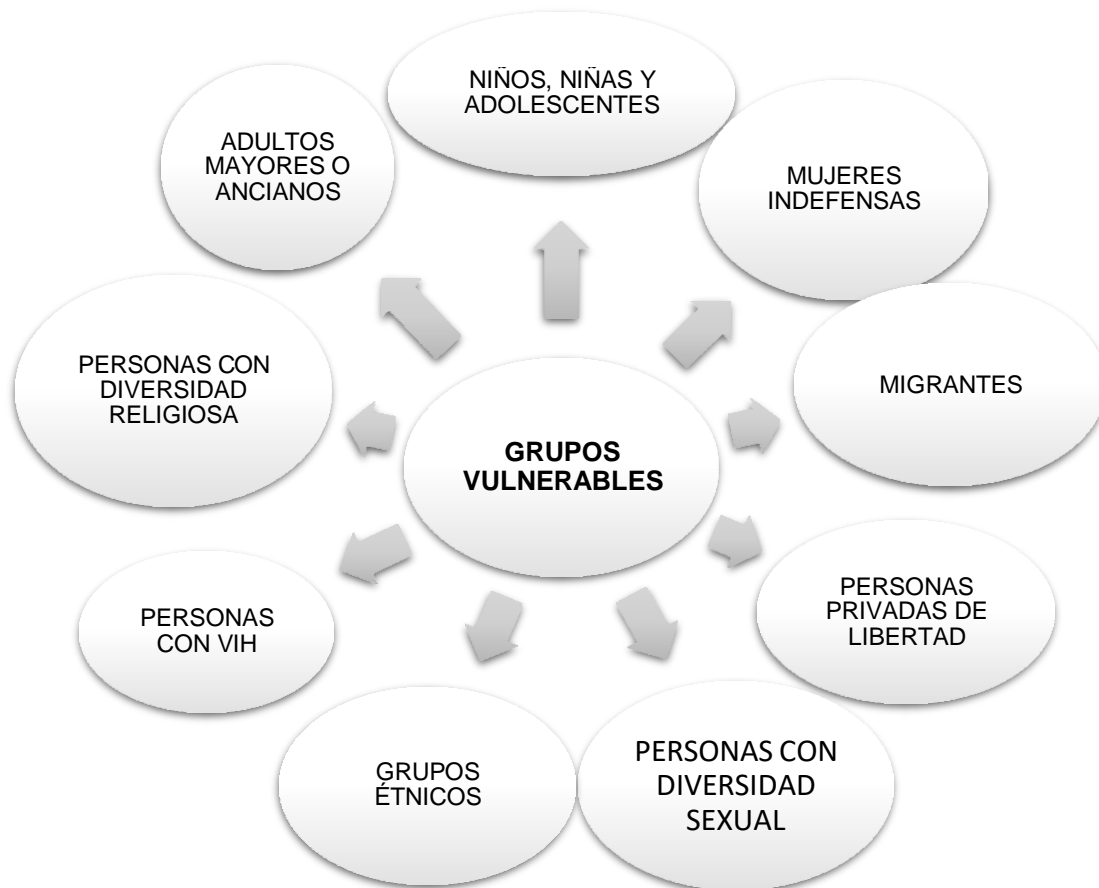 NIÑOS, NIÑAS Y
ADOLESCENTES
ADULTOS
MAYORES O
ANCIANOS
MUJERES
INDEFENSAS
PERSONAS CON
DIVERSIDAD
RELIGIOSA
MIGRANTES
GRUPOS
VULNERABLES
PERSONAS
CON VIH
PERSONAS
PRIVADAS DE
LIBERTAD
GRUPOS
ÉTNICOS
PERSONAS CON
DIVERSIDAD
SEXUAL